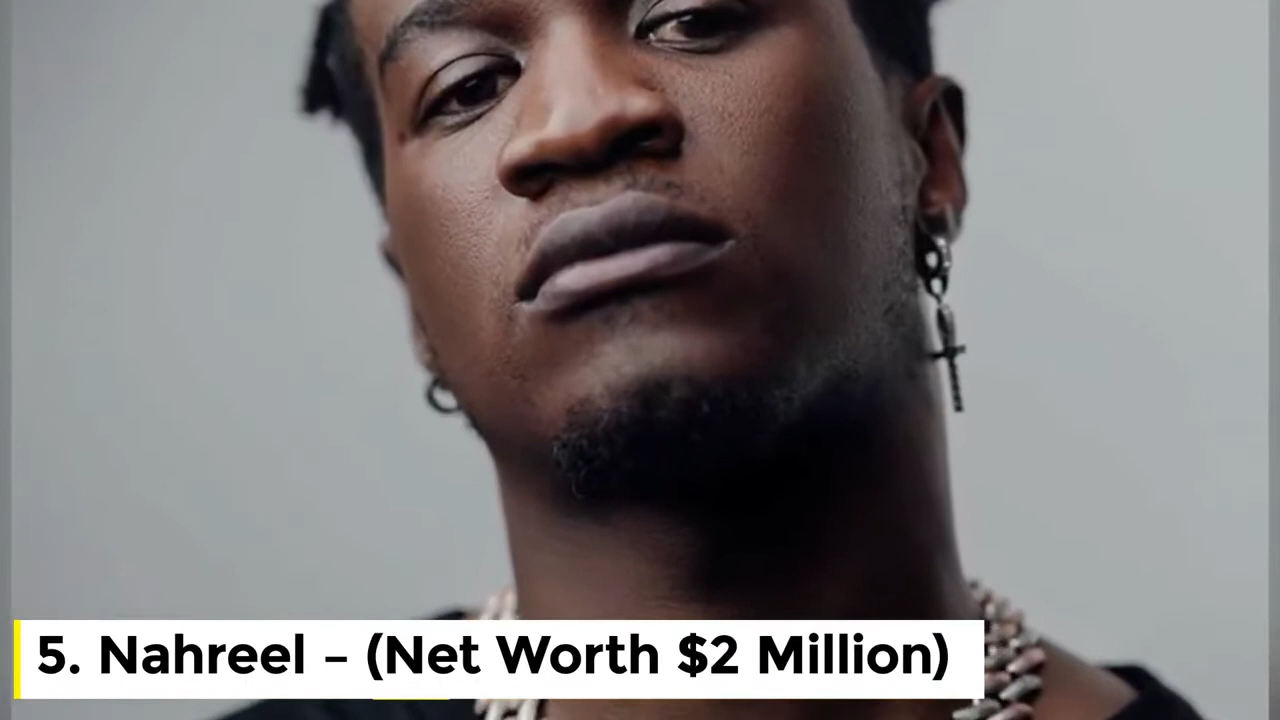 5. Nahreel – (Net Worth $2 Million)